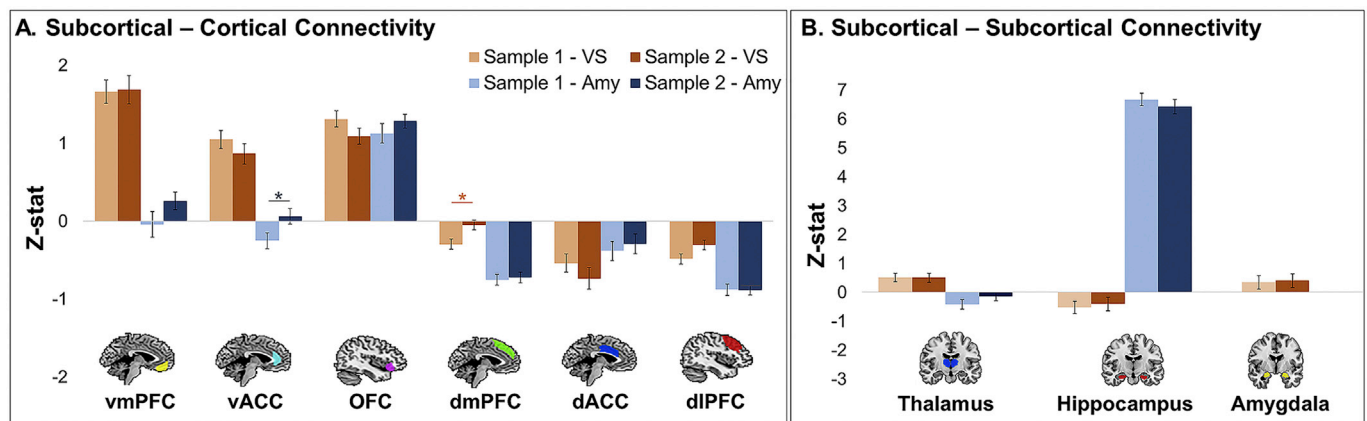 A. Subcortical – Cortical Connectivity
Sample 1 - VS
Sample 2 - VS
Sample 1 - Amy
Sample 2 - Amy
Z-stat
2
1
0
-1
-2
*
*
vmPFC
vACC
OFC
dmPFC
dACC
dlPFC
B. Subcortical – Subcortical Connectivity
Z-stat
7
6
5
4
3
2
1
0
-1
-2
-3
Thalamus
Hippocampus
Amygdala